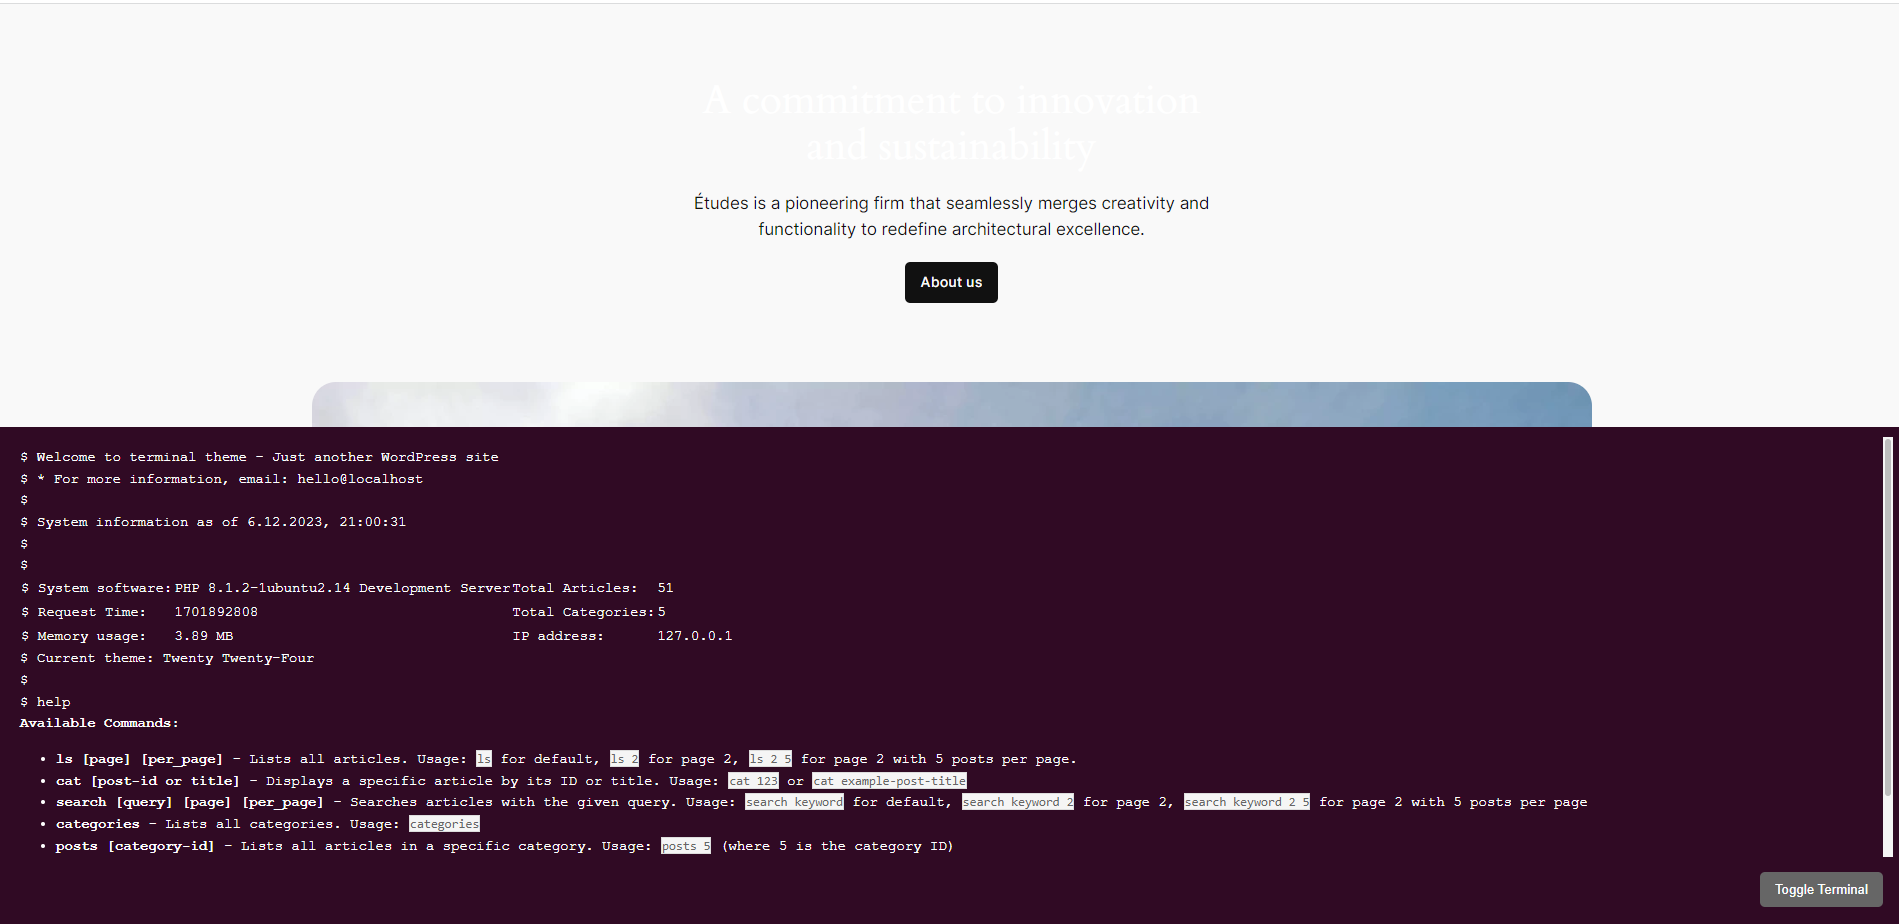 A commitment to innovation
and sustainability
Études is a pioneering firm that seamlessly merges creativity and
functionality to redefine architectural excellence.
About us
$ Welcome to terminal theme - Just another WordPress site
$ * For more information, email: hello@localhost
$
$ System information as of 6.12.2023, 21:00:31
$
$
$ System software: PHP 8.1.2-1ubuntu2.14 Development Server Total Articles: 51
$ Request Time: 1701892808 Total Categories: 5
$ Memory usage: 3.89 MB IP address: 127.0.0.1
$ Current theme: Twenty Twenty-Four
$
$ help
Available Commands:
• ls [page] [per_page] - Lists all articles. Usage: ls for default, ls 2 for page 2, ls 2 5 for page 2 with 5 posts per page.
• cat [post-id or title] - Displays a specific article by its ID or title. Usage: cat 123 or cat example-post-title
• search [query] [page] [per_page] - Searches articles with the given query. Usage: search keyword for default, search keyword 2 for page 2, search keyword 2 5 for page 2 with 5 posts per page
• categories - Lists all categories. Usage: categories
• posts [category-id] - Lists all articles in a specific category. Usage: posts 5 (where 5 is the category ID)
Toggle Terminal